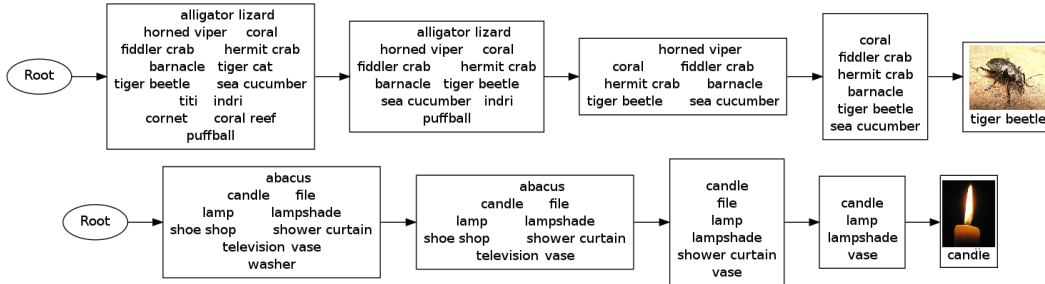 Root
alligator lizard
horned viper coral
fiddler crab hermit crab
barnacle tiger cat
tiger beetle sea cucumber
titi indri
cornet coral reef
puffball
alligator lizard
horned viper coral
fiddler crab hermit crab
barnacle tiger beetle
sea cucumber indri
puffball
horned viper
coral fiddler crab
hermit crab barnacle
tiger beetle sea cucumber
coral
fiddler crab
hermit crab
barnacle
tiger beetle
sea cucumber
tiger beetle
Root
abacus
candle file
lamp lampshade
shoe shop shower curtain
television vase
washer
abacus
candle file
lamp lampshade
shoe shop shower curtain
television vase
candle
file
lamp
lampshade
shower curtain
vase
candle
lamp
lampshade
vase
candle